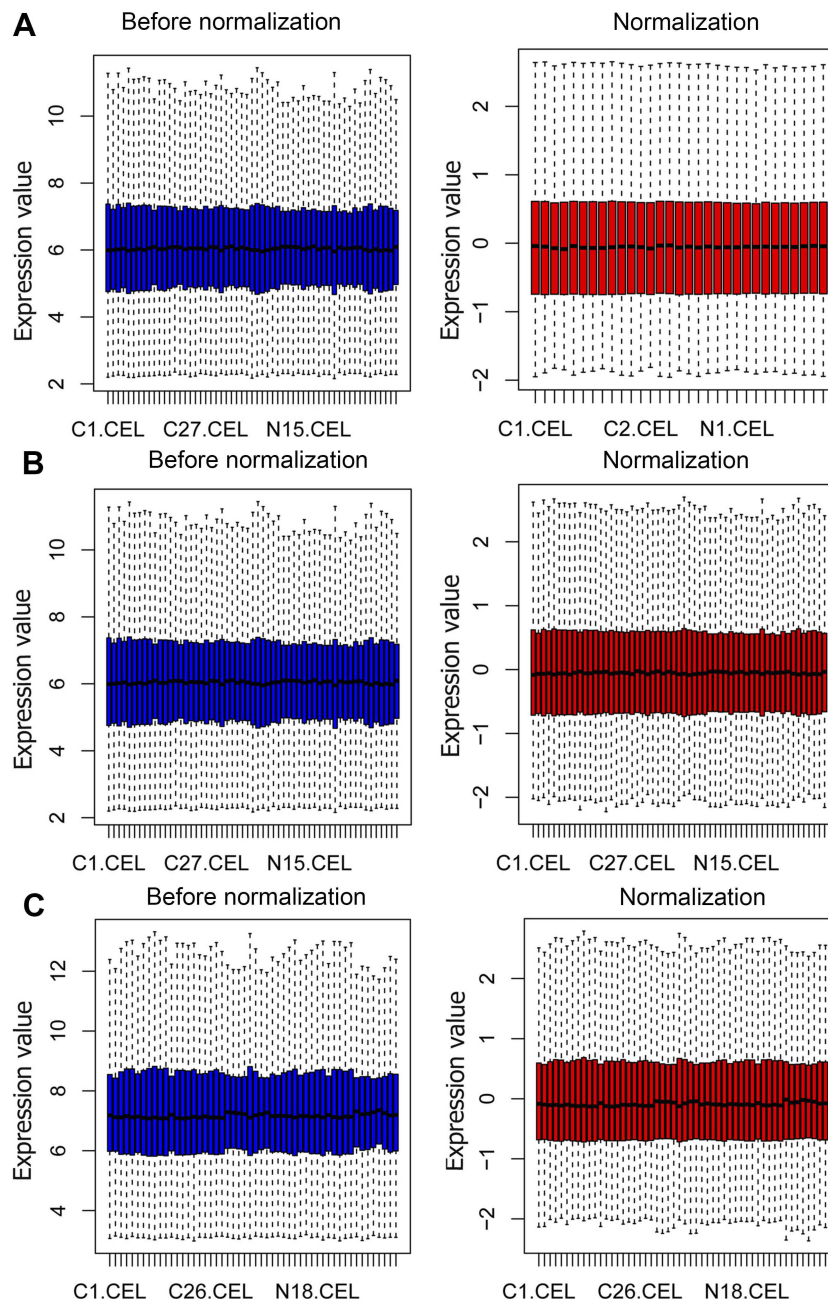 A
Before normalization
Normalization
Expression value
10
8
6
4
2
C1.CEL C27.CEL N15.CEL
Expression value
2
1
0
−1
−2
C1.CEL C2.CEL N1.CEL
B
Before normalization
Normalization
Expression value
10
8
6
4
2
C1.CEL C27.CEL N15.CEL
Expression value
2
1
0
−1
−2
C1.CEL C27.CEL N15.CEL
C
Before normalization
Normalization
Expression value
12
10
8
6
4
C1.CEL C26.CEL N18.CEL
Expression value
2
1
0
−1
−2
C1.CEL C26.CEL N18.CEL